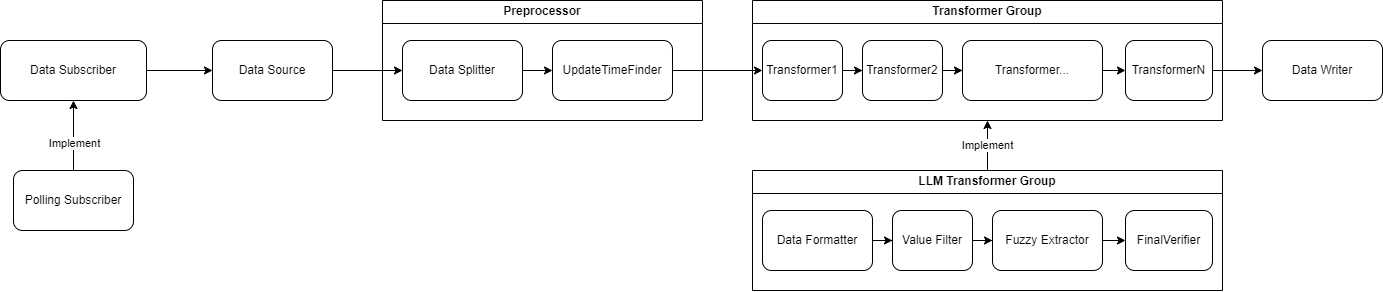 Preprocessor
Transformer Group
Data Subscriber
Data Source
Data Splitter
UpdateTimeFinder
Transformer1
Transformer2
Transformer...
TransformerN
Data Writer
Implement
Implement
Polling Subscriber
LLM Transformer Group
Data Formatter
Value Filter
Fuzzy Extractor
FinalVerifier